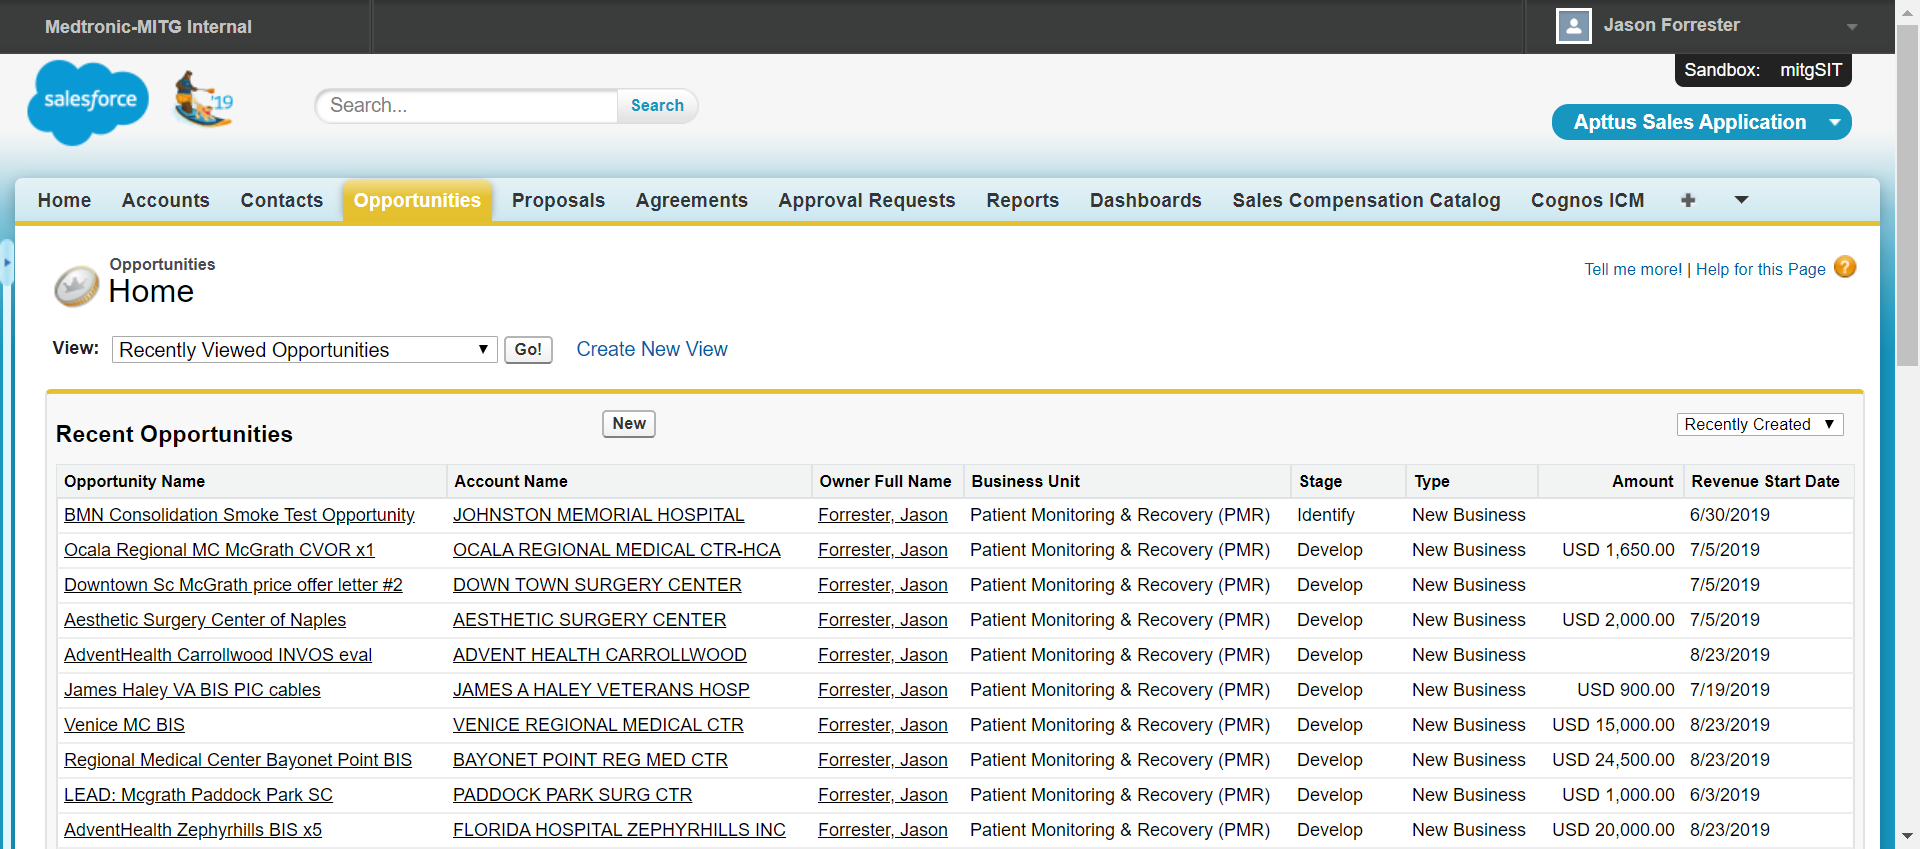 Medtronic-MITG Internal
Jason Forrester
Sandbox: mitgSIT
salesforce
'19
Search...
Search
Apttus Sales Application
Home Accounts Contacts Opportunities Proposals Agreements Approval Requests Reports Dashboards Sales Compensation Catalog Cognos ICM +
Opportunities
Home
Tell me more! | Help for this Page ?
View: Recently Viewed Opportunities Go! Create New View
Recent Opportunities New Recently Created
Opportunity Name Account Name Owner Full Name Business Unit Stage Type Amount Revenue Start Date
BMN Consolidation Smoke Test Opportunity JOHNSTON MEMORIAL HOSPITAL Forrester, Jason Patient Monitoring & Recovery (PMR) Identify New Business 6/30/2019
Ocala Regional MC McGrath CVOR x1 OCALA REGIONAL MEDICAL CTR-HCA Forrester, Jason Patient Monitoring & Recovery (PMR) Develop New Business USD 1,650.00 7/5/2019
Downtown Sc McGrath price offer letter #2 DOWN TOWN SURGERY CENTER Forrester, Jason Patient Monitoring & Recovery (PMR) Develop New Business 7/5/2019
Aesthetic Surgery Center of Naples AESTHETIC SURGERY CENTER Forrester, Jason Patient Monitoring & Recovery (PMR) Develop New Business USD 2,000.00 7/5/2019
AdventHealth Carrollwood INVOS eval ADVENT HEALTH CARROLLWOOD Forrester, Jason Patient Monitoring & Recovery (PMR) Develop New Business 8/23/2019
James Haley VA BIS PIC cables JAMES A HALEY VETERANS HOSP Forrester, Jason Patient Monitoring & Recovery (PMR) Develop New Business USD 900.00 7/19/2019
Venice MC BIS VENICE REGIONAL MEDICAL CTR Forrester, Jason Patient Monitoring & Recovery (PMR) Develop New Business USD 15,000.00 8/23/2019
Regional Medical Center Bayonet Point BIS BAYONET POINT REG MED CTR Forrester, Jason Patient Monitoring & Recovery (PMR) Develop New Business USD 24,500.00 8/23/2019
LEAD: Mcgrath Paddock Park SC PADDOCK PARK SURG CTR Forrester, Jason Patient Monitoring & Recovery (PMR) Develop New Business USD 1,000.00 6/3/2019
AdventHealth Zephyrhills BIS x5 FLORIDA HOSPITAL ZEPHYRHILLS INC Forrester, Jason Patient Monitoring & Recovery (PMR) Develop New Business USD 20,000.00 8/23/2019